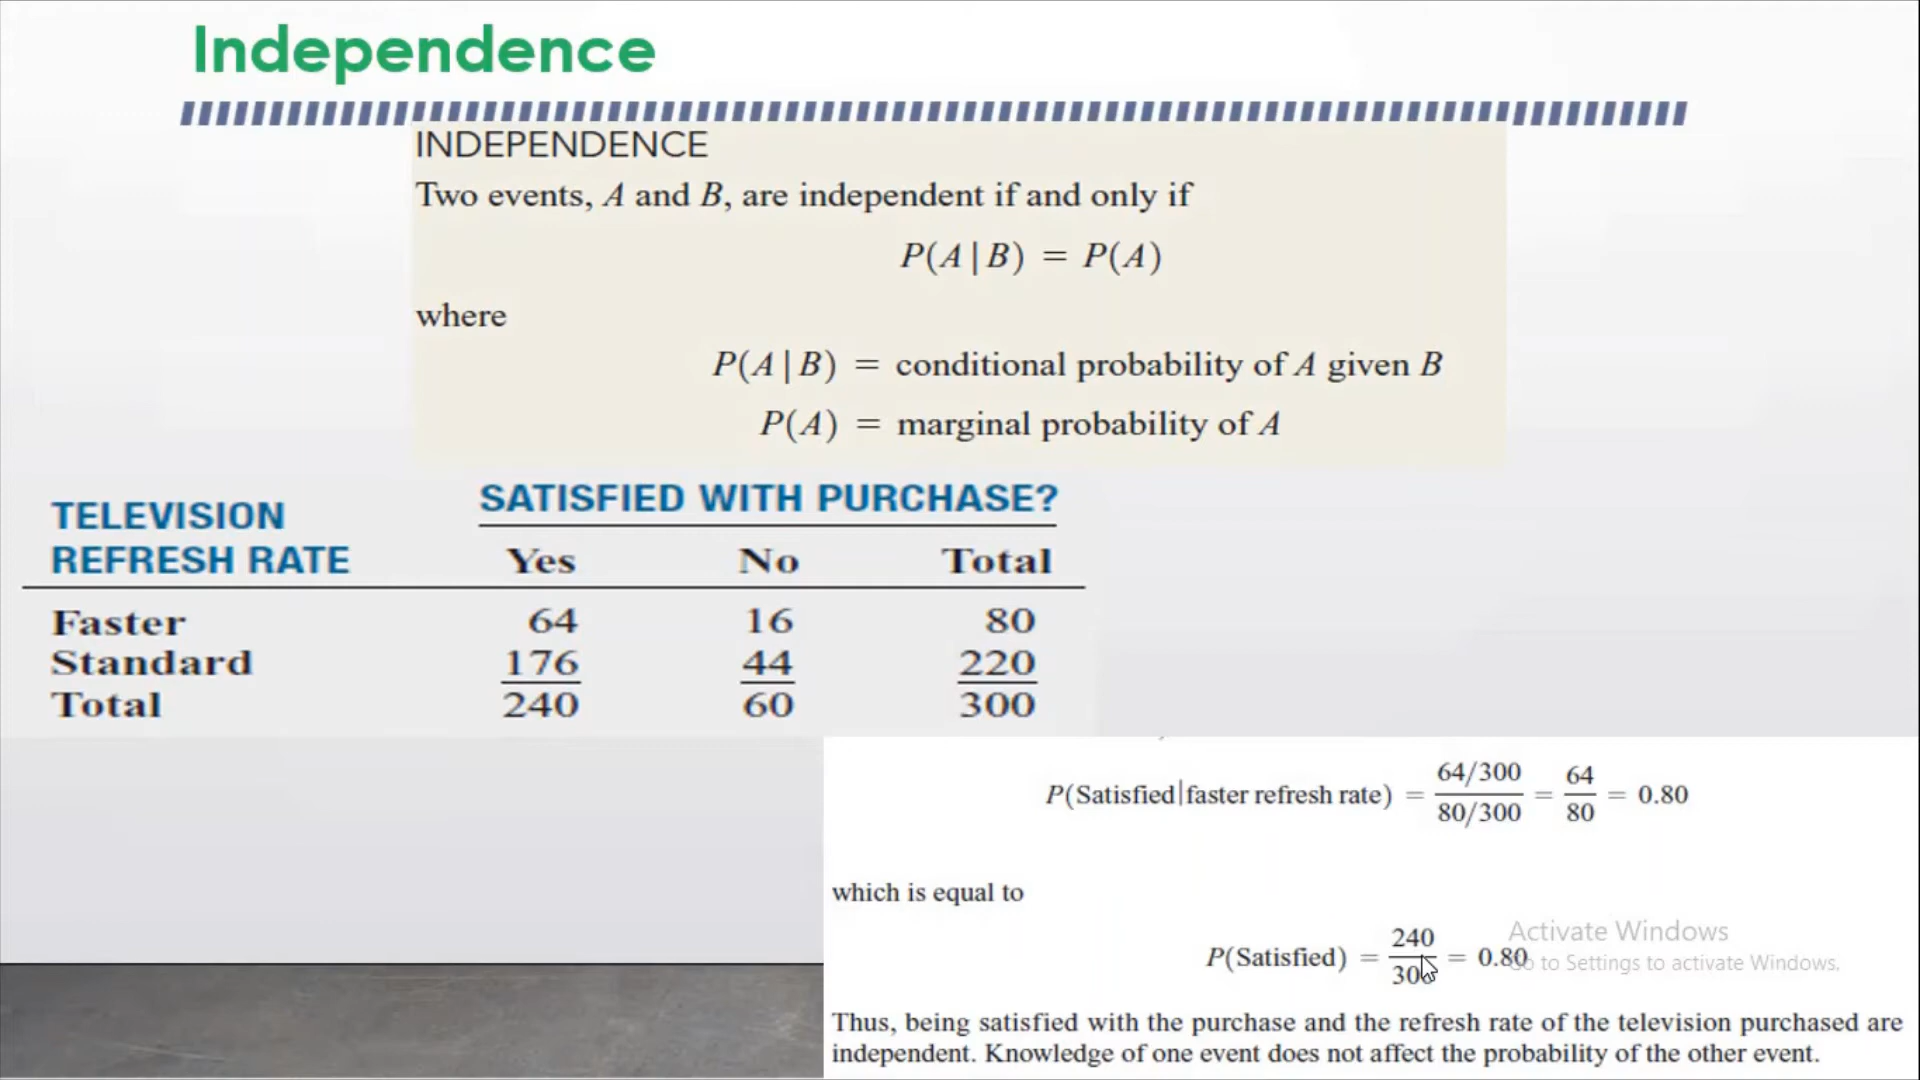 Independence
INDEPENDENCE
Two events, A and B, are independent if and only if
P(A | B) = P(A)
where
P(A | B) = conditional probability of A given B
P(A) = marginal probability of A
TELEVISION REFRESH RATE
SATISFIED WITH PURCHASE?
Yes No Total
Faster 64 16 80
Standard 176 44 220
Total 240 60 300
P(Satisfied|faster refresh rate) = 64/300 / 80/300 = 64/80 = 0.80
which is equal to
P(Satisfied) = 240/300 = 0.80
Activate Windows
Go to Settings to activate Windows.
Thus, being satisfied with the purchase and the refresh rate of the television purchased are
independent. Knowledge of one event does not affect the probability of the other event.